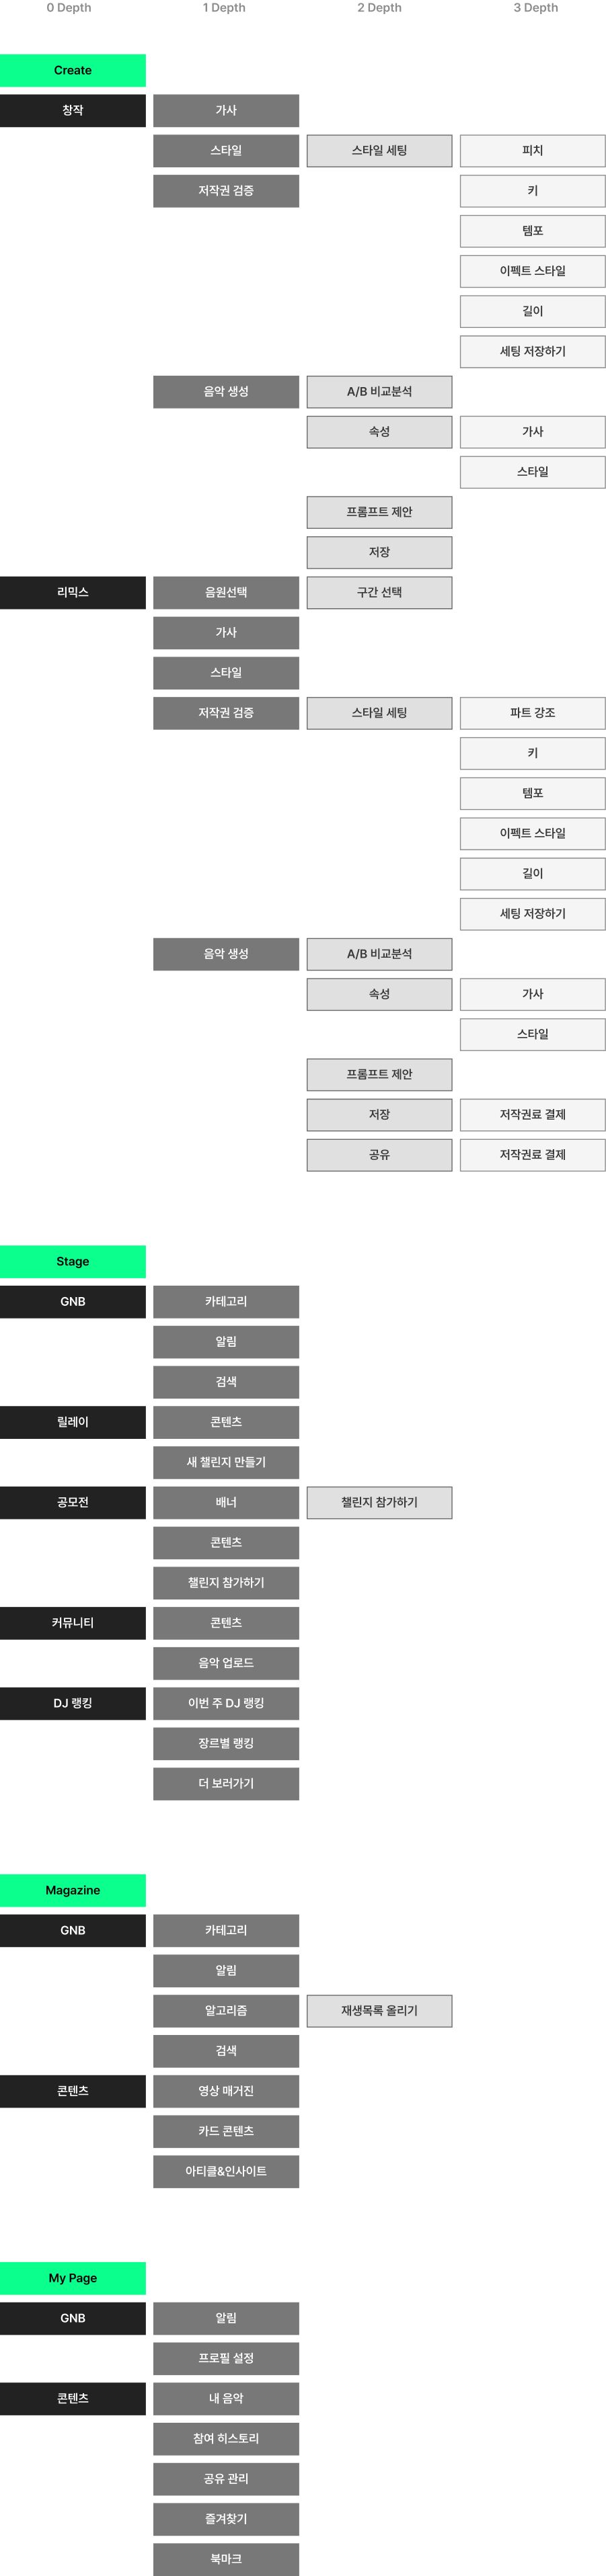 0 Depth 1 Depth 2 Depth 3 Depth
Create
창작 가사
스타일 스타일 세팅 피치
저작권 검증 키
템포
이펙트 스타일
길이
세팅 저장하기
음악 생성 A/B 비교분석
속성 가사
스타일
프롬프트 제안
저장
리믹스 음원선택 구간 선택
가사
스타일
저작권 검증 스타일 세팅 파트 강조
키
템포
이펙트 스타일
길이
세팅 저장하기
음악 생성 A/B 비교분석
속성 가사
스타일
프롬프트 제안
저장 저작권료 결제
공유 저작권료 결제
Stage
GNB 카테고리
알림
검색
릴레이 콘텐츠
새 챌린지 만들기
공모전 배너 챌린지 참가하기
콘텐츠
챌린지 참가하기
커뮤니티 콘텐츠
음악 업로드
DJ 랭킹 이번 주 DJ 랭킹
장르별 랭킹
더 보러가기
Magazine
GNB 카테고리
알림
알고리즘 재생목록 올리기
검색
콘텐츠 영상 매거진
카드 콘텐츠
아티클&인사이트
My Page
GNB 알림
프로필 설정
콘텐츠 내 음악
참여 히스토리
공유 관리
즐겨찾기
북마크